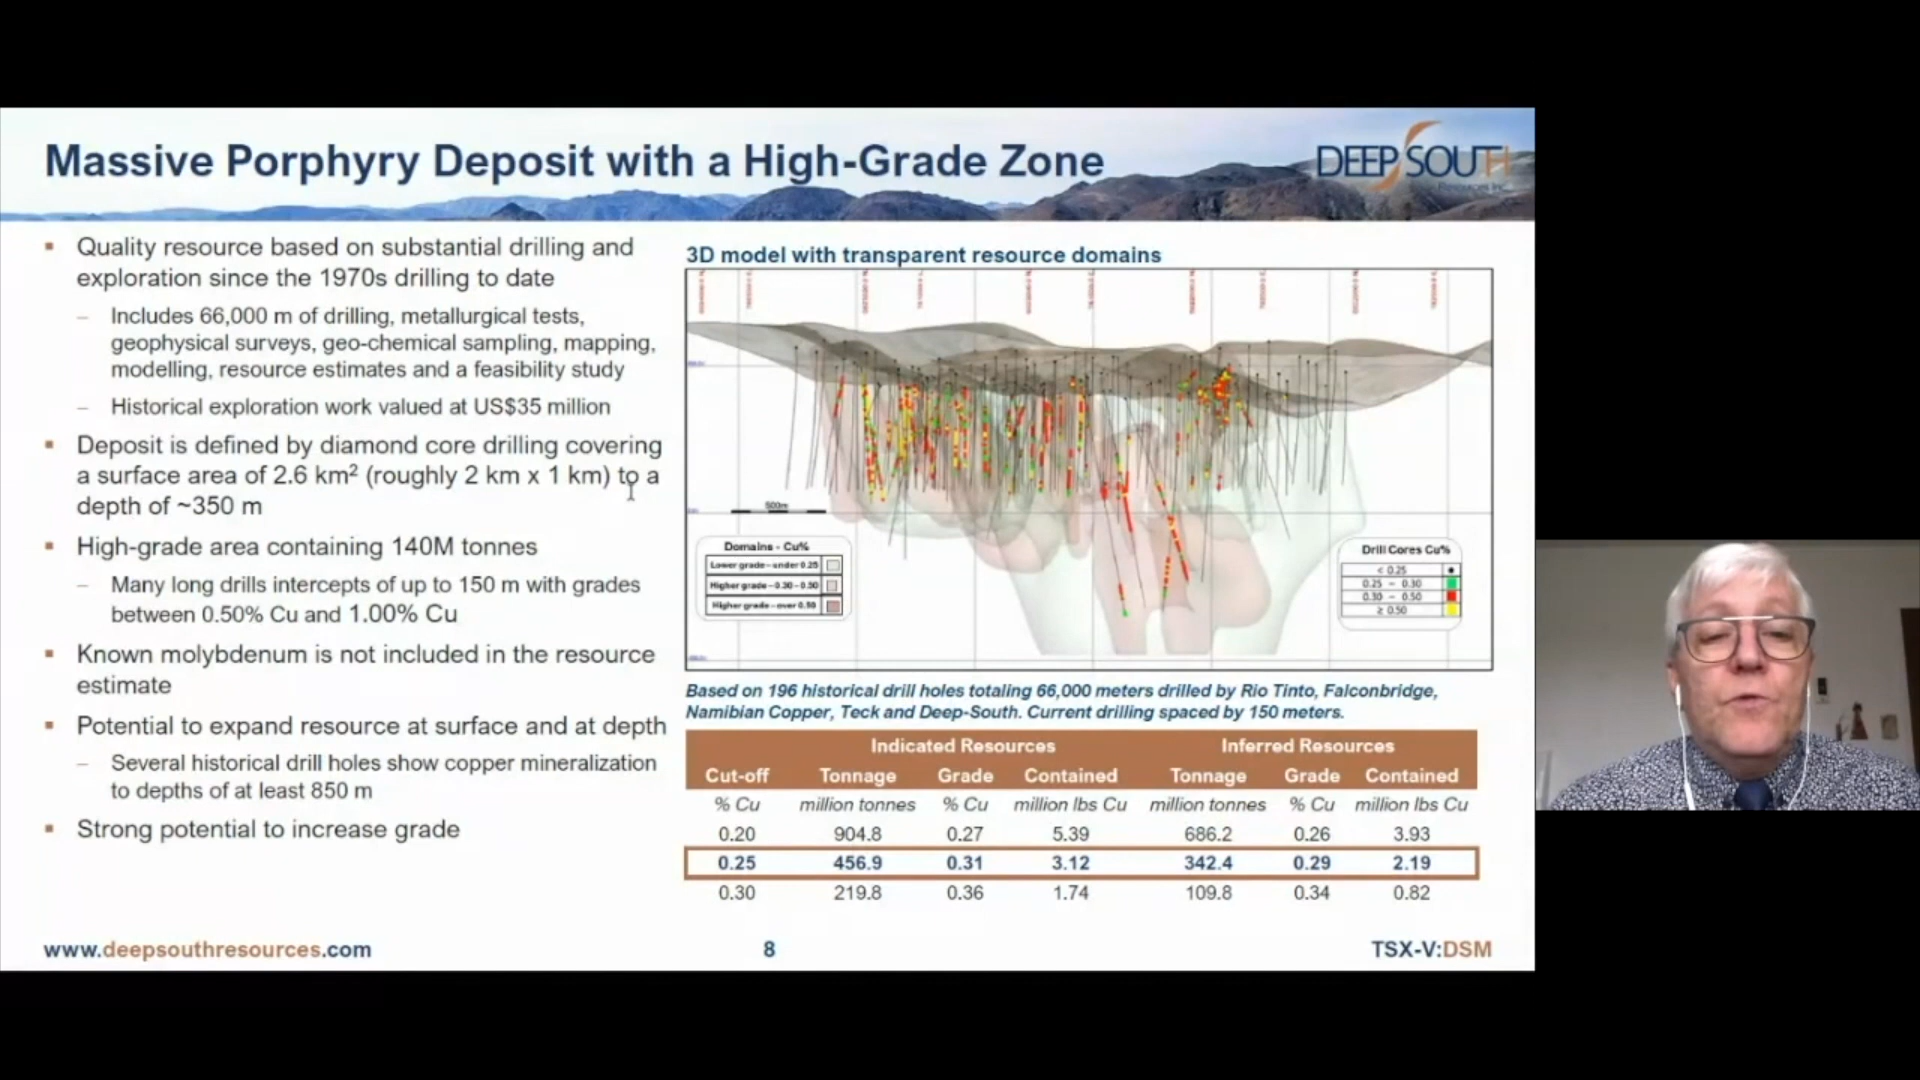 Massive Porphyry Deposit with a High-Grade Zone
DEEP SOUTH
Quality resource based on substantial drilling and
exploration since the 1970s drilling to date
– Includes 66,000 m of drilling, metallurgical tests,
geophysical surveys, geo-chemical sampling, mapping,
modelling, resource estimates and a feasibility study
– Historical exploration work valued at US$35 million
Deposit is defined by diamond core drilling covering
a surface area of 2.6 km² (roughly 2 km x 1 km) to a
depth of ~350 m
High-grade area containing 140M tonnes
– Many long drills intercepts of up to 150 m with grades
between 0.50% Cu and 1.00% Cu
Known molybdenum is not included in the resource
estimate
Potential to expand resource at surface and at depth
– Several historical drill holes show copper mineralization
to depths of at least 850 m
Strong potential to increase grade
3D model with transparent resource domains
500m
Domains - Cu%
Lower grade - under 0.25
Higher grade - 0.30 - 0.50
Higher grade - over 0.50
Drill Cores Cu%
< 0.25
0.25 - 0.30
0.30 - 0.50
≥ 0.50
Based on 196 historical drill holes totaling 66,000 meters drilled by Rio Tinto, Falconbridge,
Namibian Copper, Teck and Deep-South. Current drilling spaced by 150 meters.
Indicated Resources Inferred Resources
Cut-off Tonnage Grade Contained Tonnage Grade Contained
% Cu million tonnes % Cu million lbs Cu million tonnes % Cu million lbs Cu
0.20 904.8 0.27 5.39 686.2 0.26 3.93
0.25 456.9 0.31 3.12 342.4 0.29 2.19
0.30 219.8 0.36 1.74 109.8 0.34 0.82
www.deepsouthresources.com
8
TSX-V:DSM